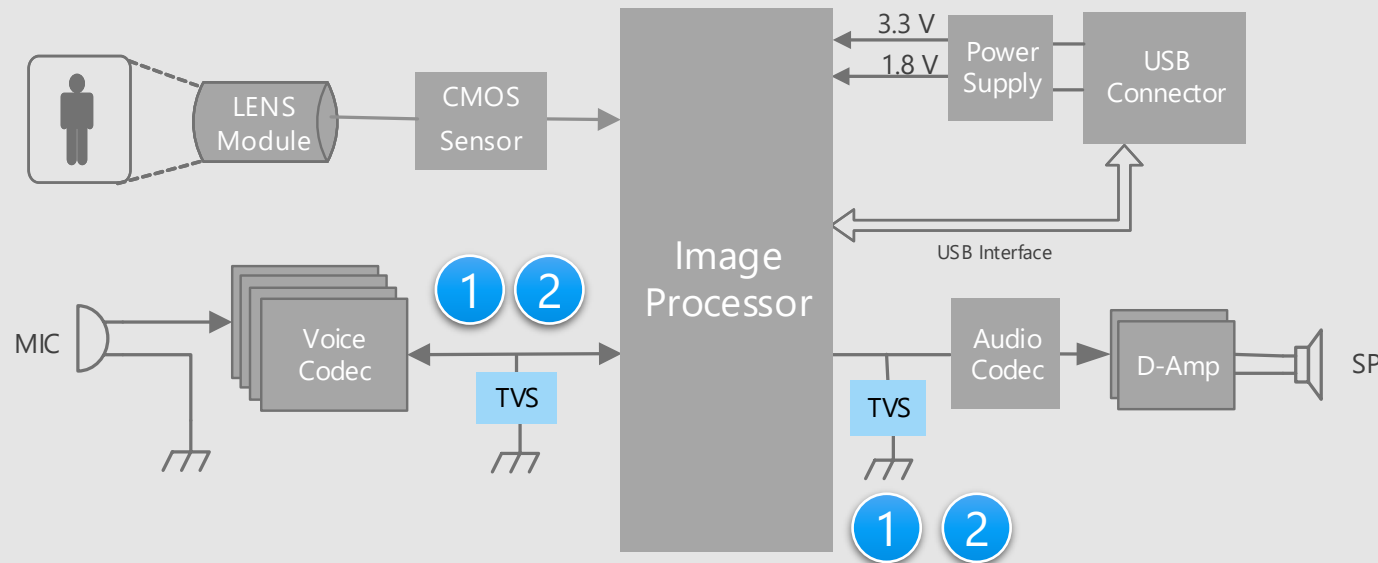 3.3 V
1.8 V
Power
Supply
USB
Connector
LENS
Module
CMOS
Sensor
USB Interface
Image
Processor
1 2
MIC
Voice
Codec
TVS
Audio
Codec
D-Amp
SP
TVS
1 2